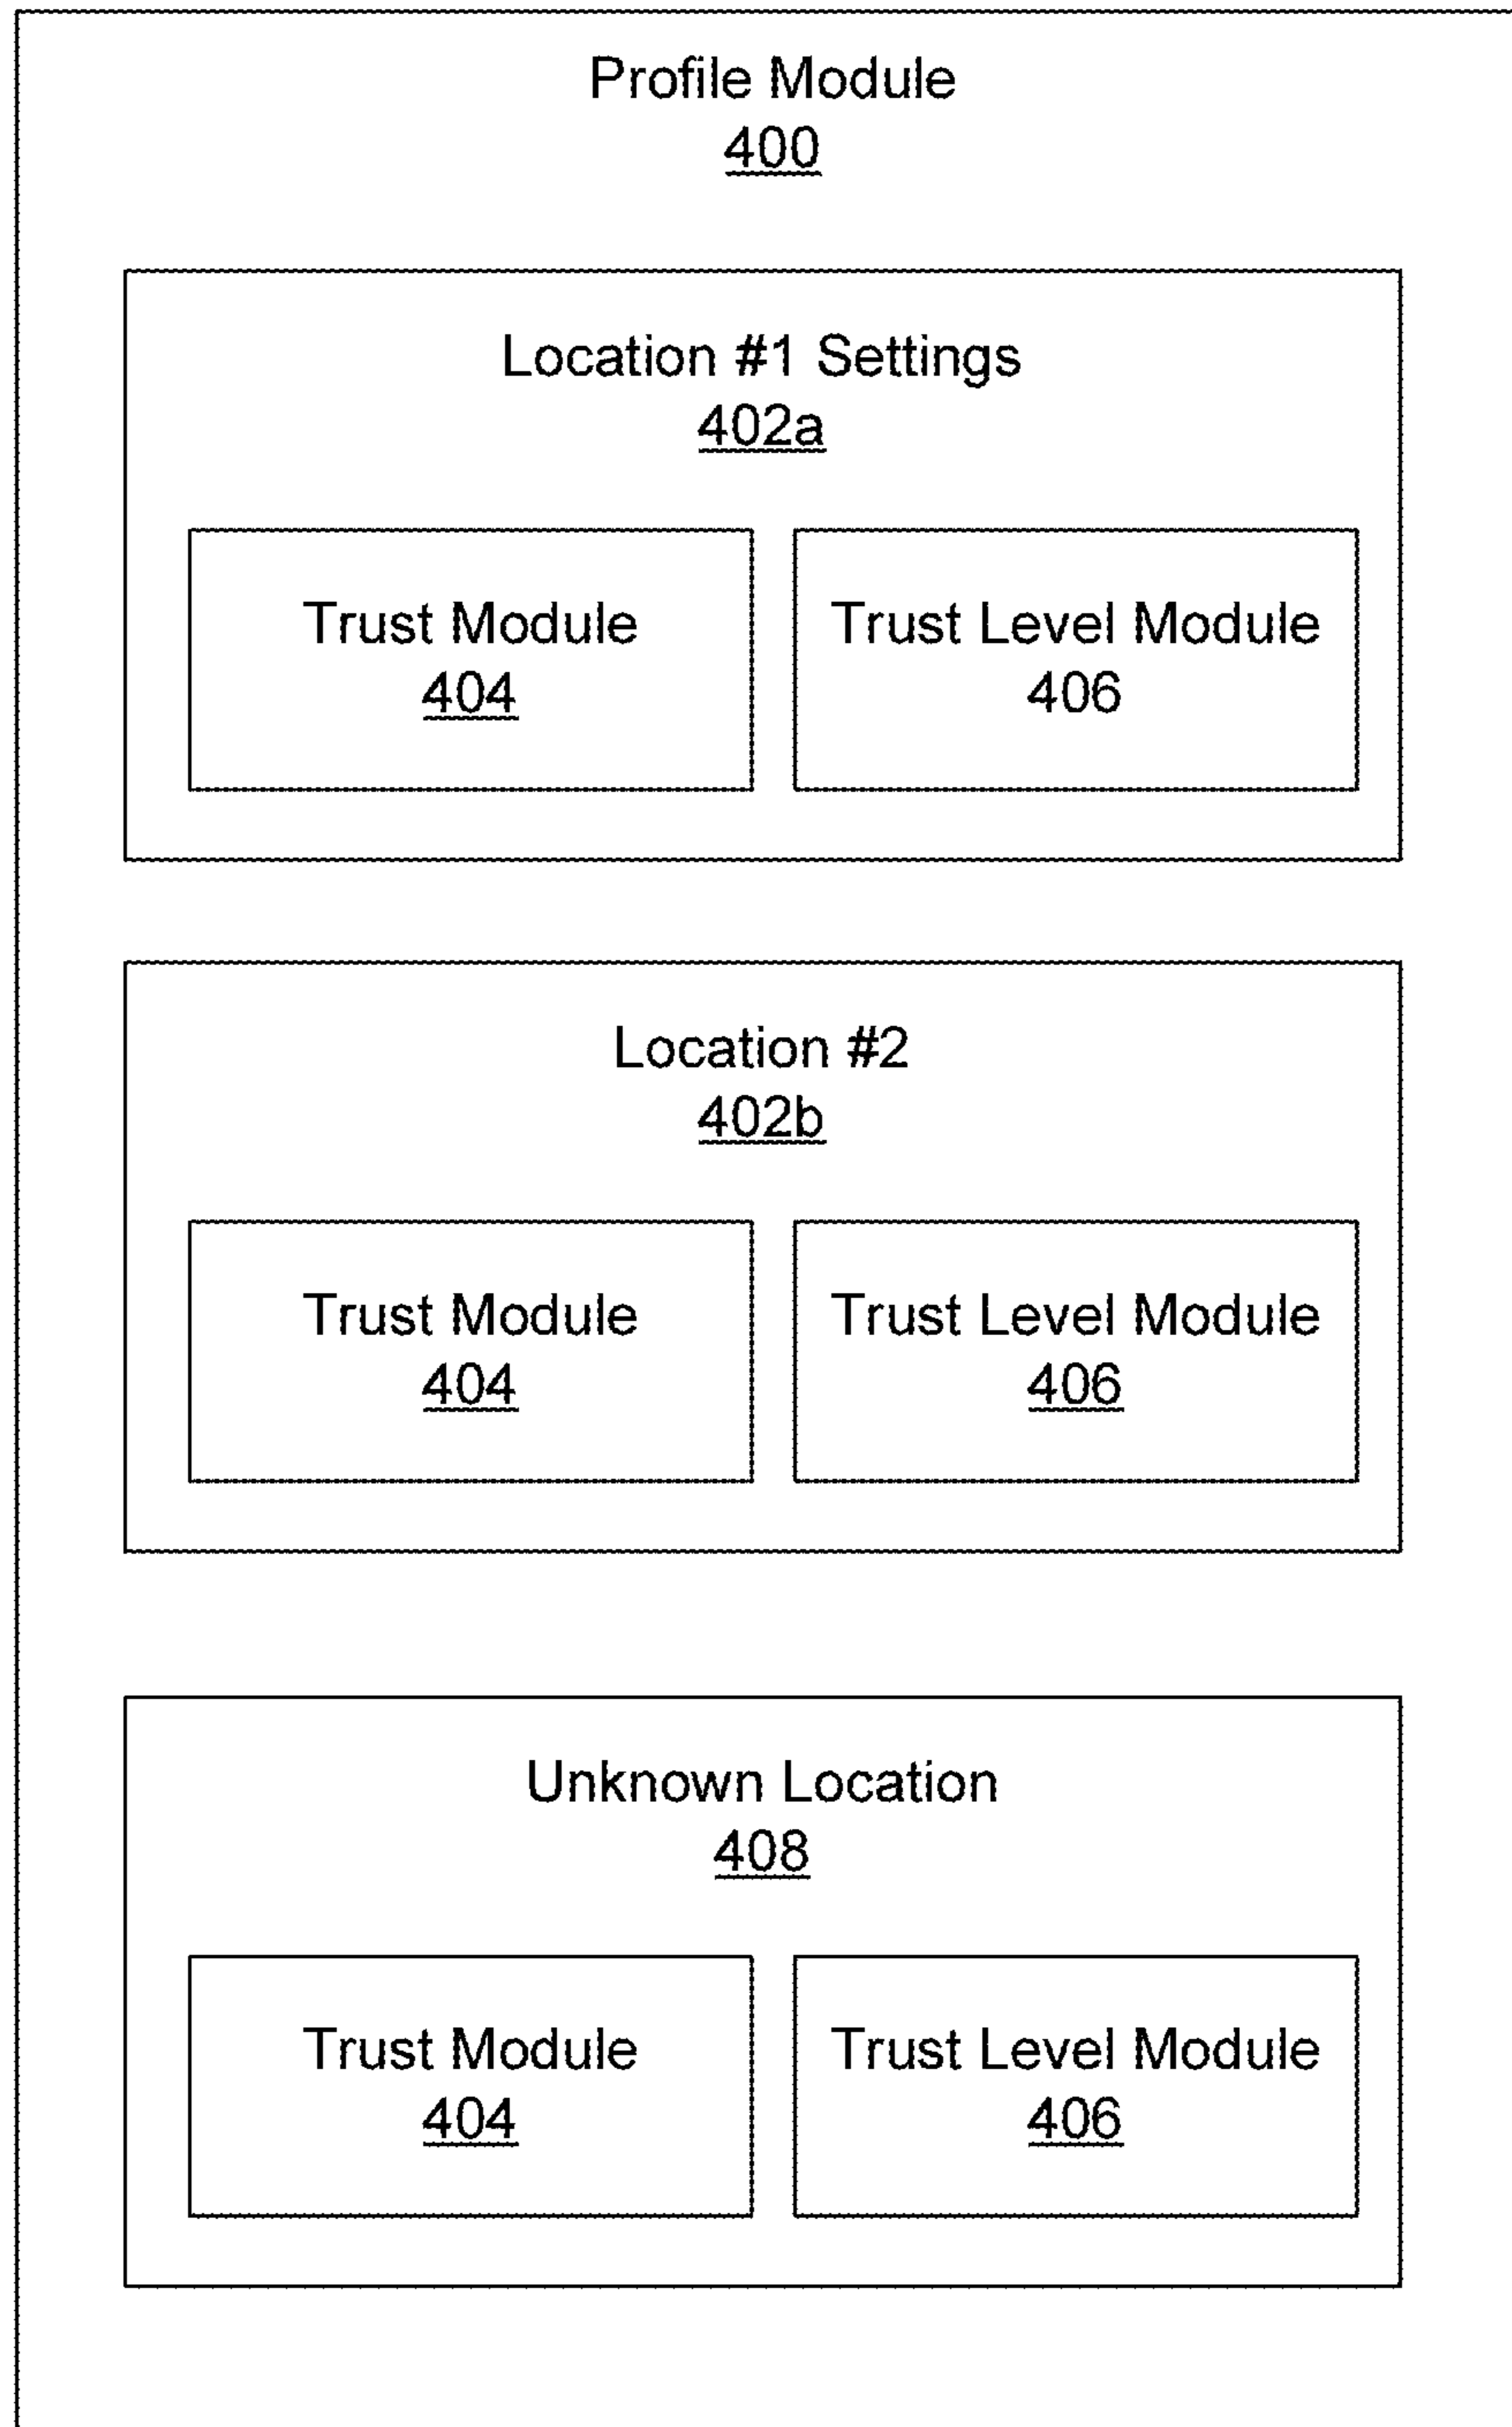 Profile Module
400
Location #1 Settings
402a
Trust Module
404
Trust Level Module
406
Location #2
402b
Trust Module
404
Trust Level Module
406
Unknown Location
408
Trust Module
404
Trust Level Module
406